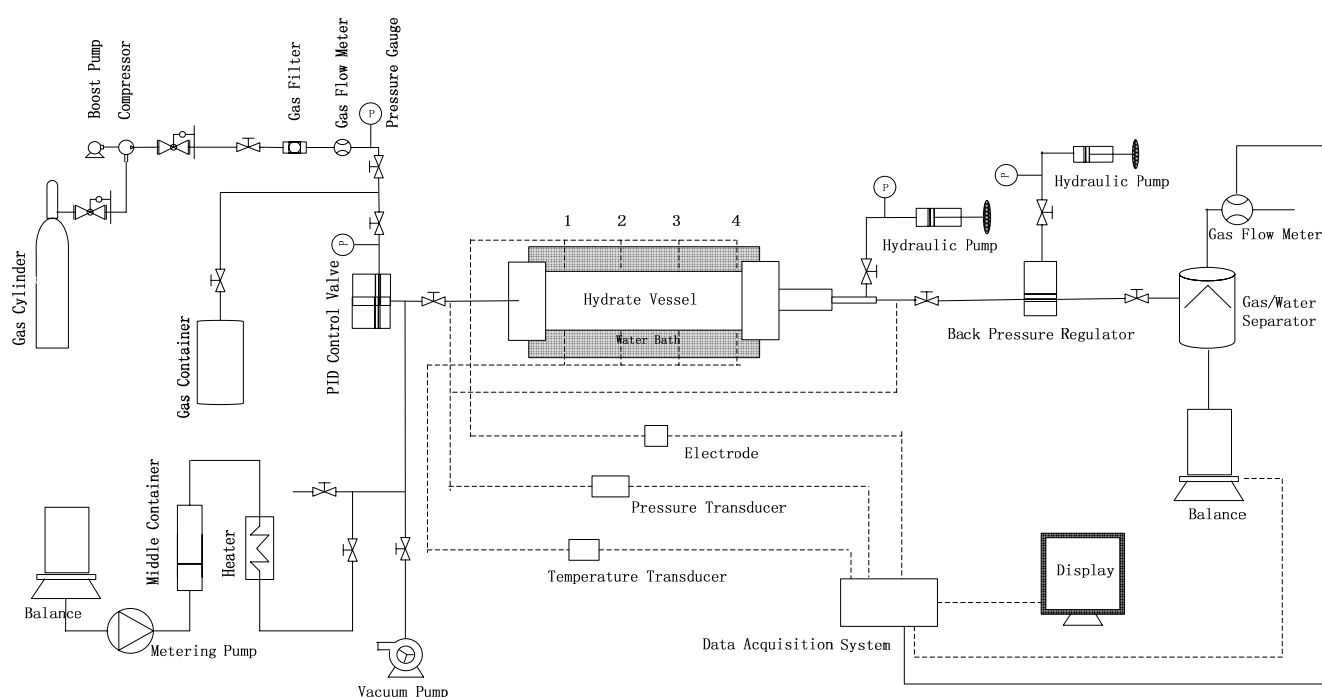 Boost Pump
Compressor
Gas Filter
Gas Flow Meter
Pressure Gauge
P
P
Hydraulic Pump
P
Hydraulic Pump
1 2 3 4
Gas Flow Meter
Gas Cylinder
P
PID Control Valve
Hydrate Vessel
Water Bath
Back Pressure Regulator
Gas/Water
Separator
Gas Container
Electrode
Pressure Transducer
Temperature Transducer
Balance
Middle Container
Heater
Balance
Metering Pump
Vacuum Pump
Display
Data Acquisition System